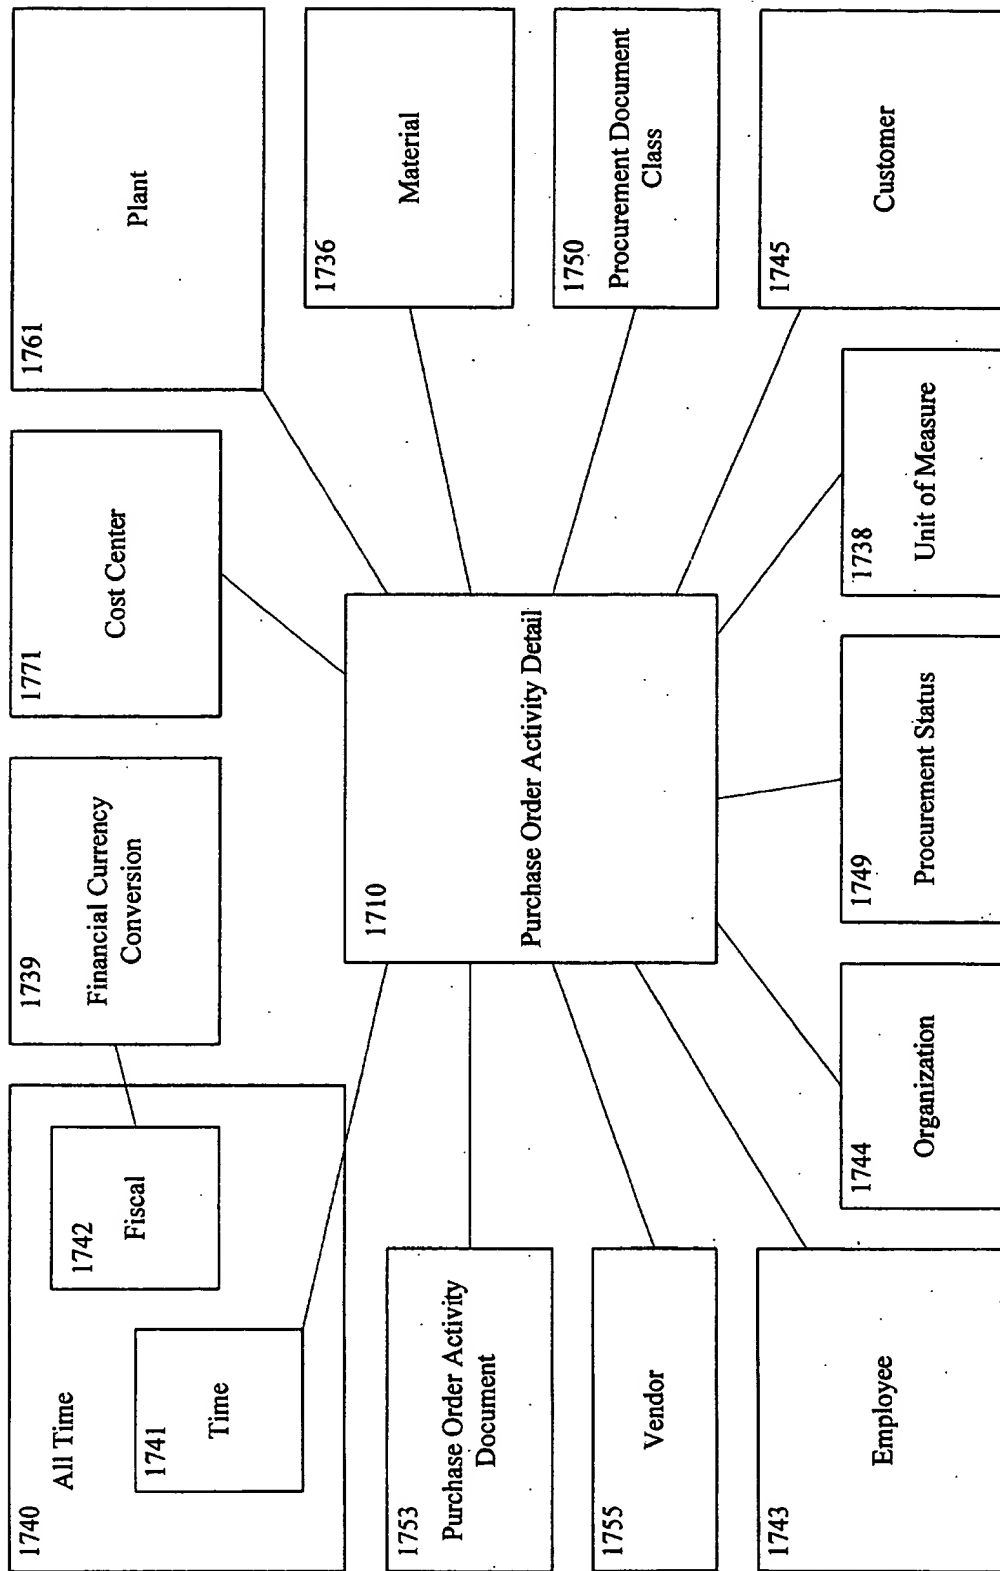 1740
All Time
1741
Time
1742
Fiscal
1739
Financial Currency
Conversion
1771
Cost Center
1761
Plant
1753
Purchase Order Activity
Document
1710
Purchase Order Activity Detail
1736
Material
1755
Vendor
1750
Procurement Document
Class
1743
Employee
1744
Organization
1749
Procurement Status
1738
Unit of Measure
1745
Customer